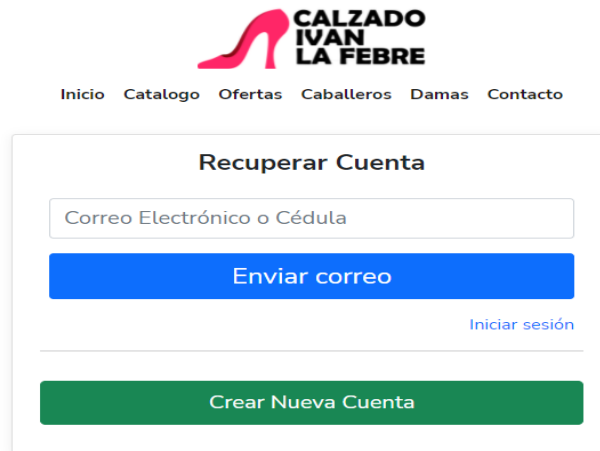 CALZADO
IVAN
LA FEBRE
Inicio Catalogo Ofertas Caballeros Damas Contacto
Recuperar Cuenta
Correo Electrónico o Cédula
Enviar correo
Iniciar sesión
Crear Nueva Cuenta